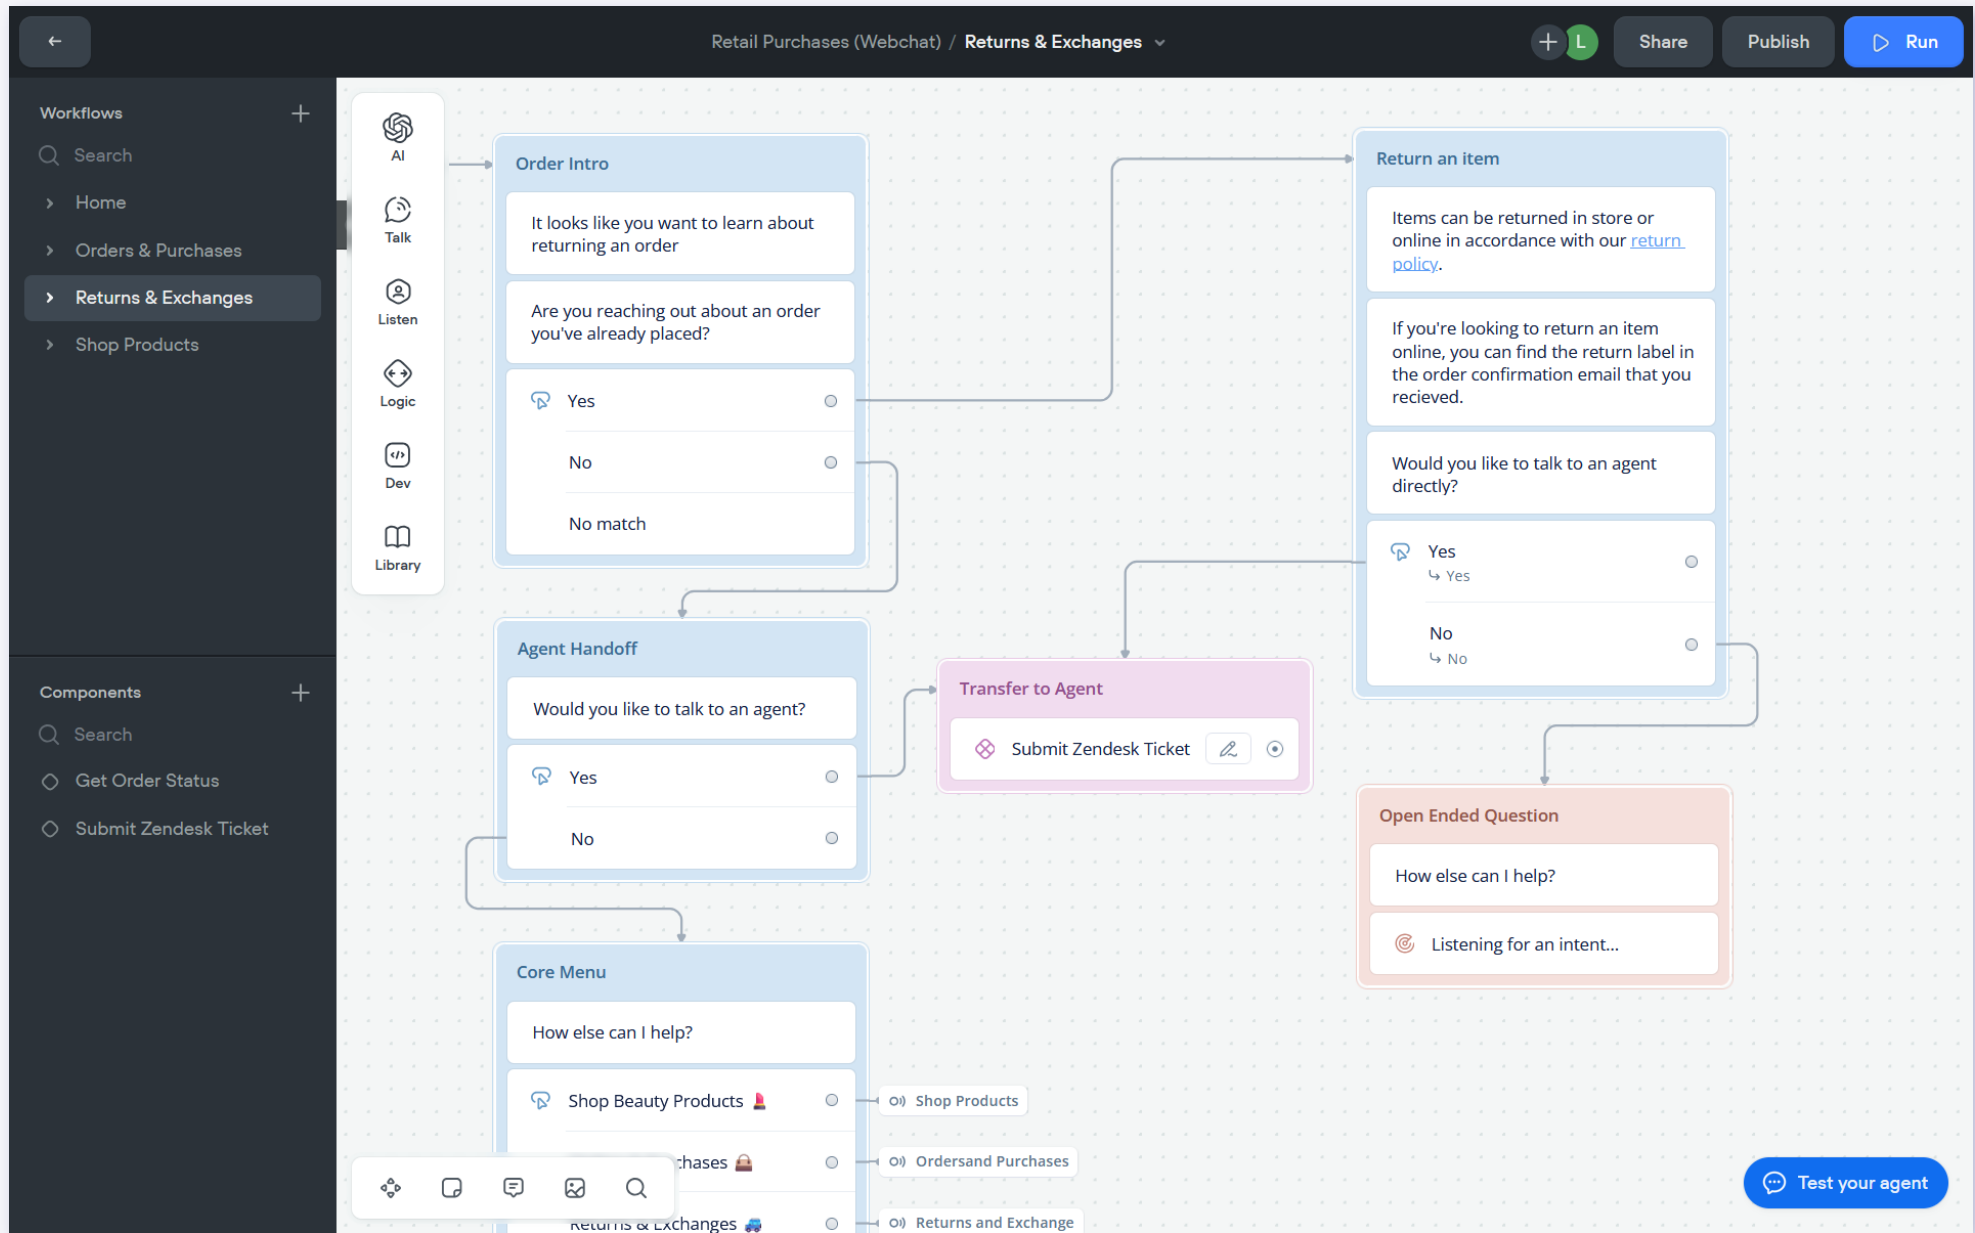 Retail Purchases (Webchat) / Returns & Exchanges
L
Share
Publish
Run
Workflows
Search
Home
Orders & Purchases
Returns & Exchanges
Shop Products
Components
Search
Get Order Status
Submit Zendesk Ticket
AI
Talk
Listen
Logic
Dev
Library
Order Intro
It looks like you want to learn about
returning an order
Are you reaching out about an order
you've already placed?
Yes
No
No match
Agent Handoff
Would you like to talk to an agent?
Yes
No
Core Menu
How else can I help?
Shop Beauty Products
chases
Returns & Exchanges
Shop Products
Ordersand Purchases
Returns and Exchange
Transfer to Agent
Submit Zendesk Ticket
Return an item
Items can be returned in store or
online in accordance with our return
policy.
If you're looking to return an item
online, you can find the return label in
the order confirmation email that you
recieved.
Would you like to talk to an agent
directly?
Yes
Yes
No
No
Open Ended Question
How else can I help?
Listening for an intent...
Test your agent